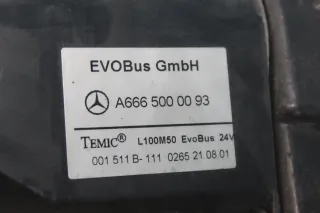 EVOBus GmbH
A666 500 00 93
TEMIC® L100M50 EvoBus 24V
001 511 B- 111 0265 21 08 01